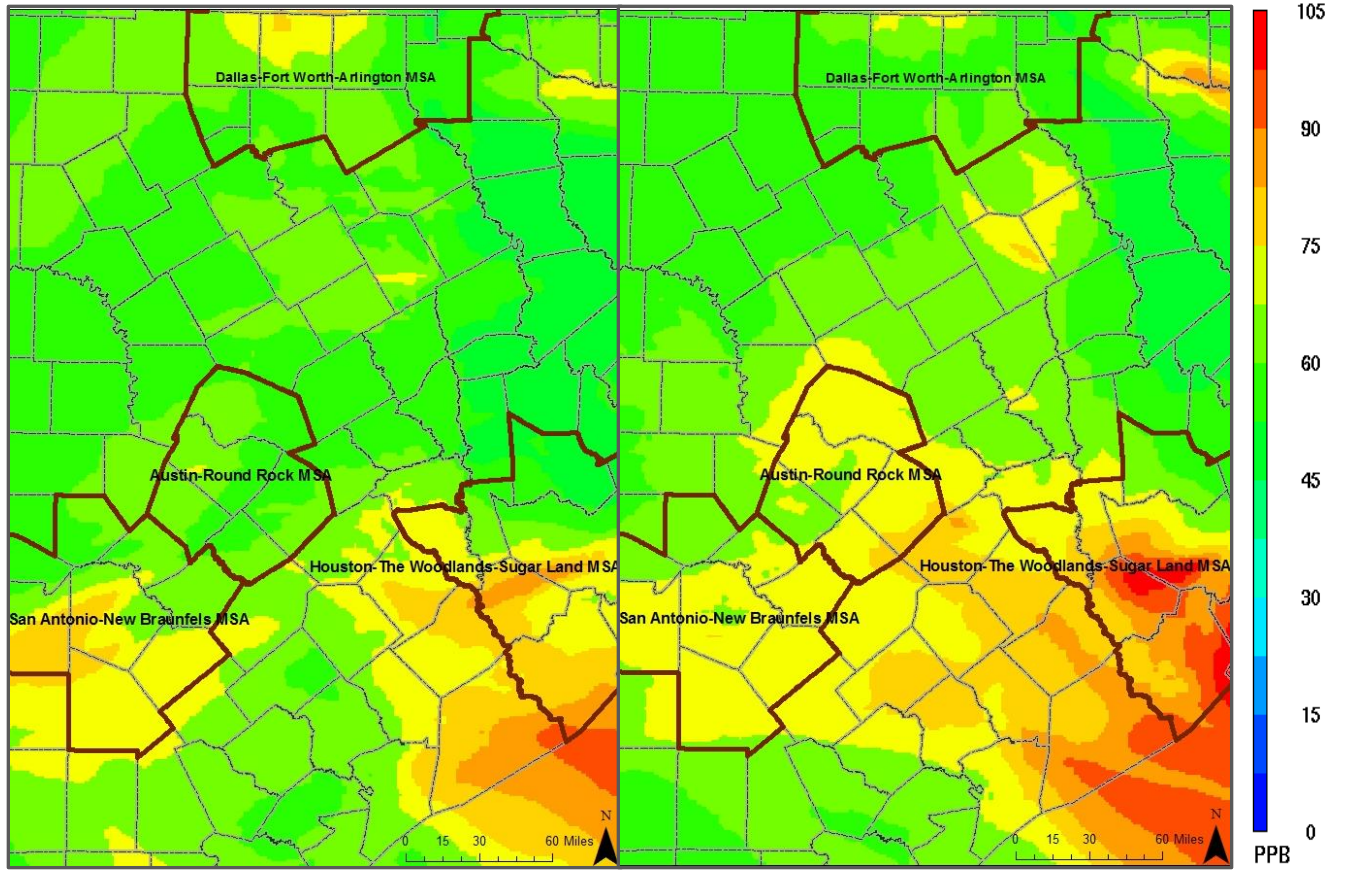 Dallas-Fort Worth-Arlington MSA
Austin-Round Rock MSA
Houston-The Woodlands-Sugar Land MSA
San Antonio-New Braunfels MSA
N
0 15 30 60 Miles
Dallas-Fort Worth-Arlington MSA
Austin-Round Rock MSA
Houston-The Woodlands-Sugar Land MSA
San Antonio-New Braunfels MSA
N
0 15 30 60 Miles
105
90
75
60
45
30
15
0
PPB